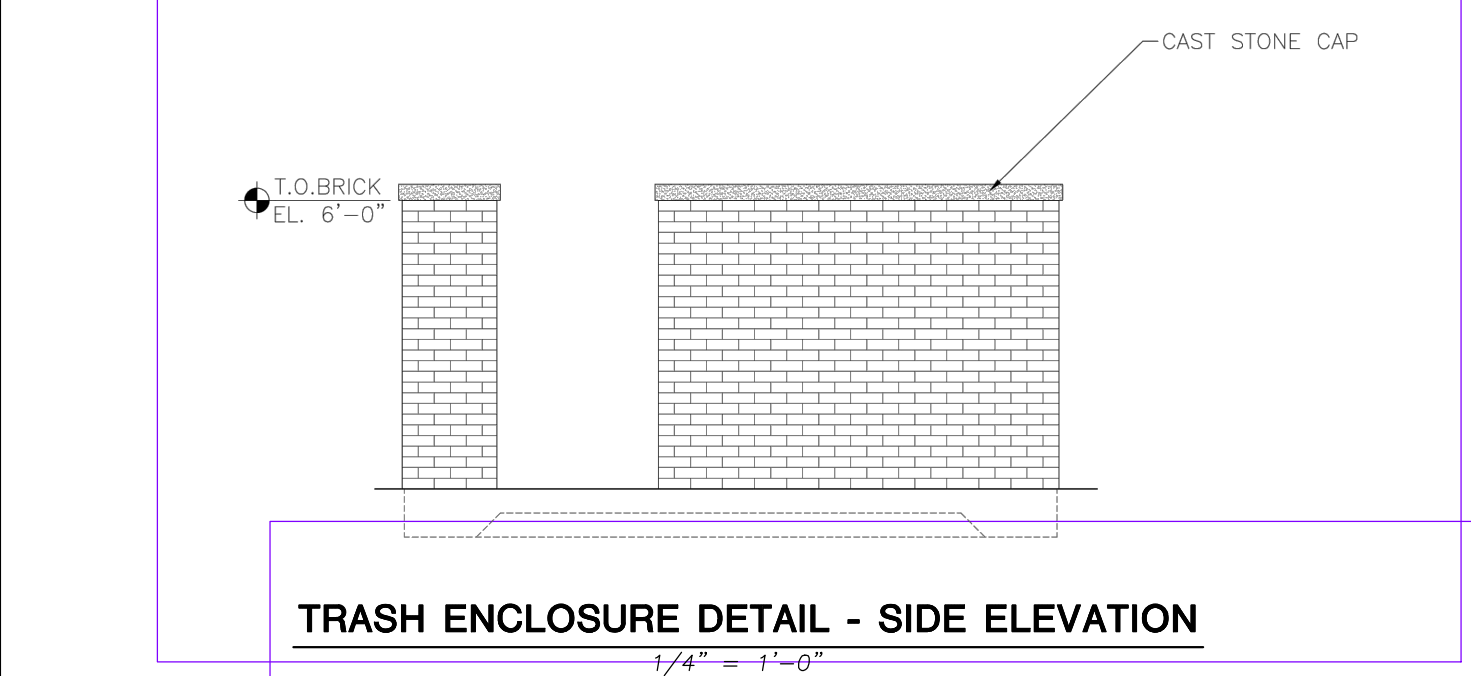 CAST STONE CAP
T.O.BRICK
EL. 6'-0"
TRASH ENCLOSURE DETAIL - SIDE ELEVATION
1/4" = 1'-0"